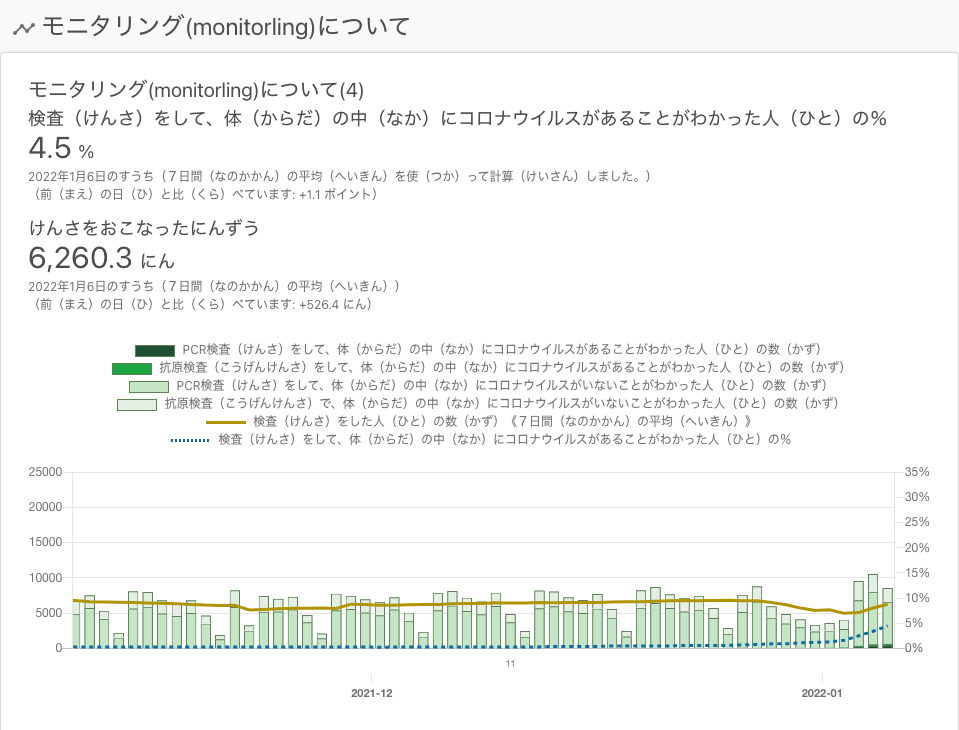 モニタリング(monitorling)について
モニタリング(monitorling)について(4)
検査（けんさ）をして、体（からだ）の中（なか）にコロナウイルスがあることがわかった人（ひと）の%
4.5 %
2022年1月6日のすうち（７日間（なのかかん）の平均（へいきん）を使（つか）って計算（けいさん）しました。）
（前（まえ）の日（ひ）と比（くら）べています: +1.1 ポイント）
けんさをおこなったにんずう
6,260.3 にん
2022年1月6日のすうち（７日間（なのかかん）の平均（へいきん））
（前（まえ）の日（ひ）と比（くら）べています: +526.4 にん）
PCR検査（けんさ）をして、体（からだ）の中（なか）にコロナウイルスがあることがわかった人（ひと）の数（かず）
抗原検査（こうげんけんさ）をして、体（からだ）の中（なか）にコロナウイルスがあることがわかった人（ひと）の数（かず）
PCR検査（けんさ）をして、体（からだ）の中（なか）にコロナウイルスがいないことがわかった人（ひと）の数（かず）
抗原検査（こうげんけんさ）で、体（からだ）の中（なか）にコロナウイルスがいないことがわかった人（ひと）の数（かず）
検査（けんさ）をした人（ひと）の数（かず）《７日間（なのかかん）の平均（へいきん）》
検査（けんさ）をして、体（からだ）の中（なか）にコロナウイルスがあることがわかった人（ひと）の%
25000 35%
30%
20000
25%
15000
20%
10000 15%
10%
5000
5%
0 0%
11
2021-12 2022-01